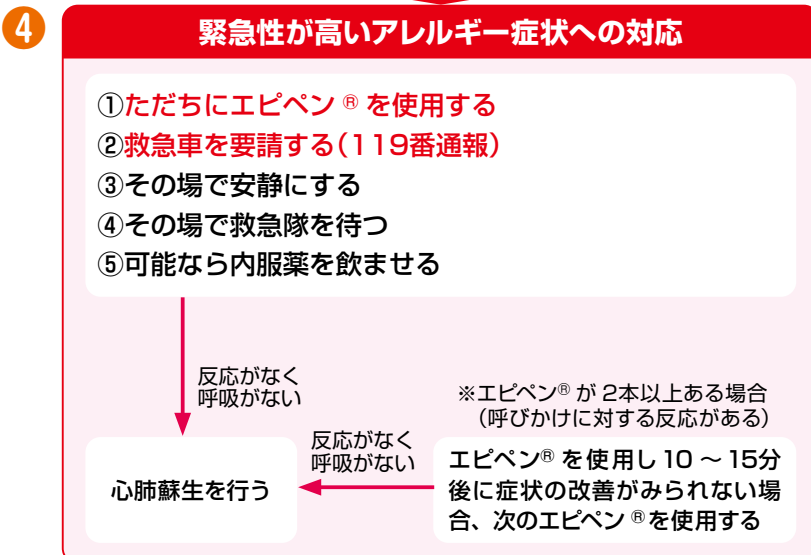 4
緊急性が高いアレルギー症状への対応
①ただちにエピペン®を使用する
②救急車を要請する(119番通報)
③その場で安静にする
④その場で救急隊を待つ
⑤可能なら内服薬を飲ませる
反応がなく
呼吸がない
※エピペン®が2本以上ある場合
(呼びかけに対する反応がある)
反応がなく
呼吸がない
エピペン®を使用し10～15分
後に症状の改善がみられない場
合、次のエピペン®を使用する
心肺蘇生を行う